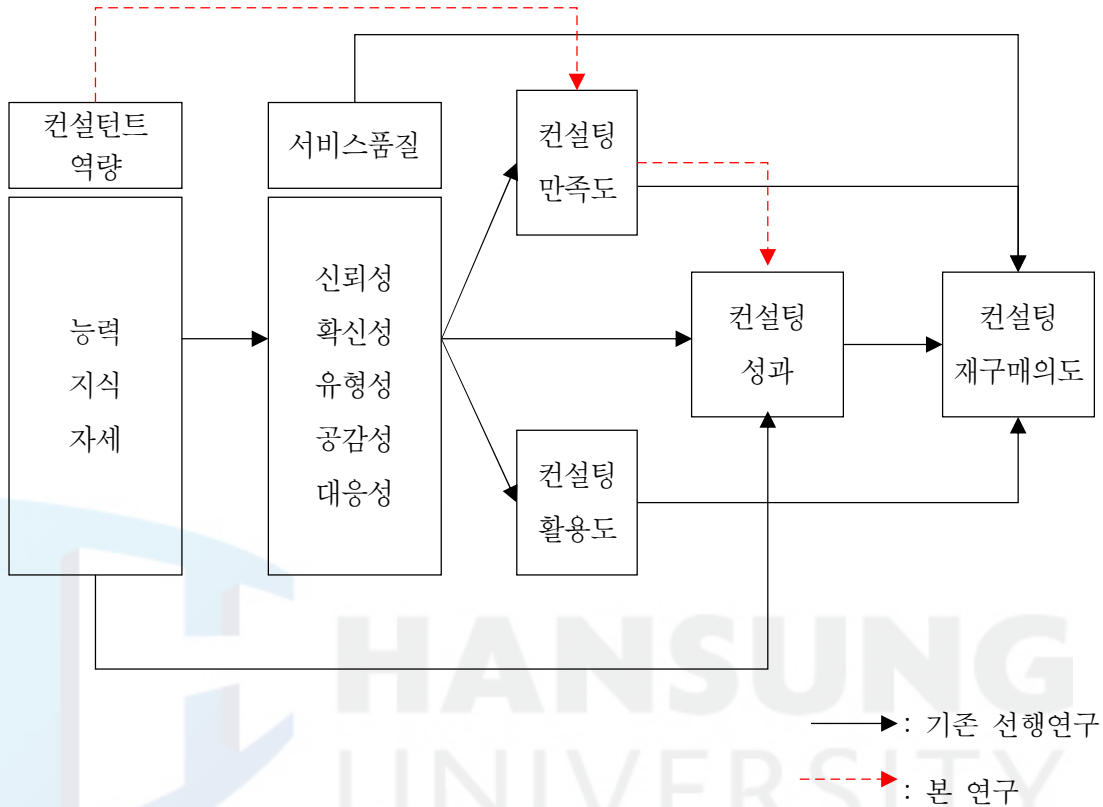 컨설턴트
역량
서비스품질
컨설팅
만족도
능력
지식
자세
신뢰성
확신성
유형성
공감성
대응성
컨설팅
성과
컨설팅
재구매의도
컨설팅
활용도
HANSUNG
UNIVERSITY
: 기존 선행연구
: 본 연구